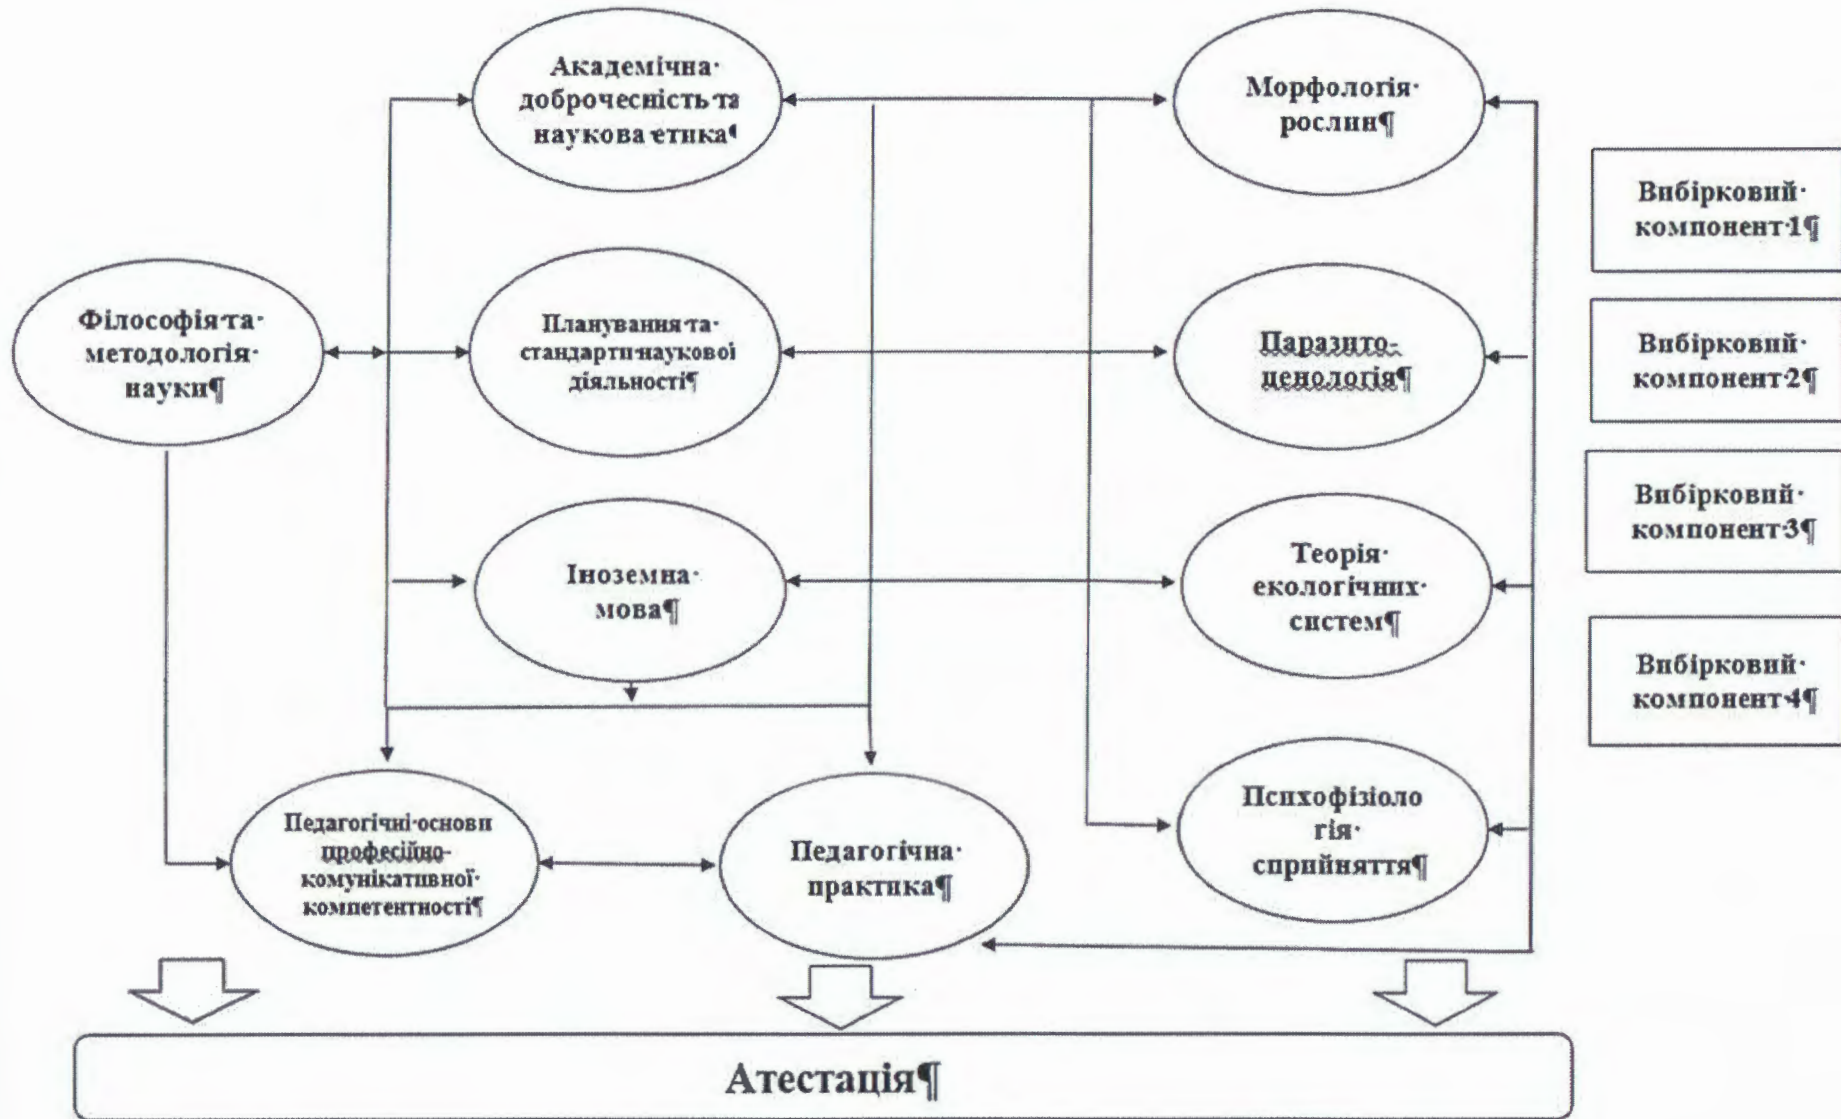 Академічна·
доброчесність та
наукова·етика¶
Морфологія·
рослин¶
Вибірковий·
компонент·1¶
Філософія·та·
методологія·
науки¶
Планування·та·
стандарти·наукової
діяльності¶
Паразито-
ценологія¶
Вибірковий·
компонент·2¶
Вибірковий·
компонент·3¶
Іноземна·
мова¶
Теорія·
екологічних·
систем¶
Вибірковий·
компонент·4¶
Педагогічні·основи
професійно-
комунікативної·
компетентності¶
Педагогічна·
практика¶
Психофізіоло
гія·
сприйняття¶
Атестація¶